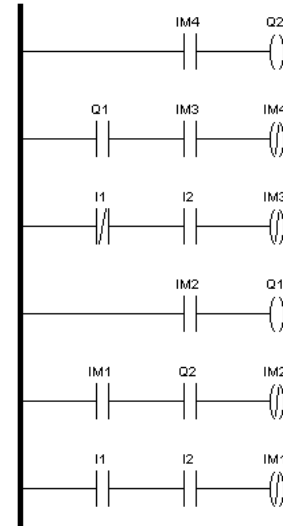 IM4 Q2
Q1 IM3 IM4
I1 I2 IM3
IM2 Q1
IM1 Q2 IM2
I1 I2 IM1